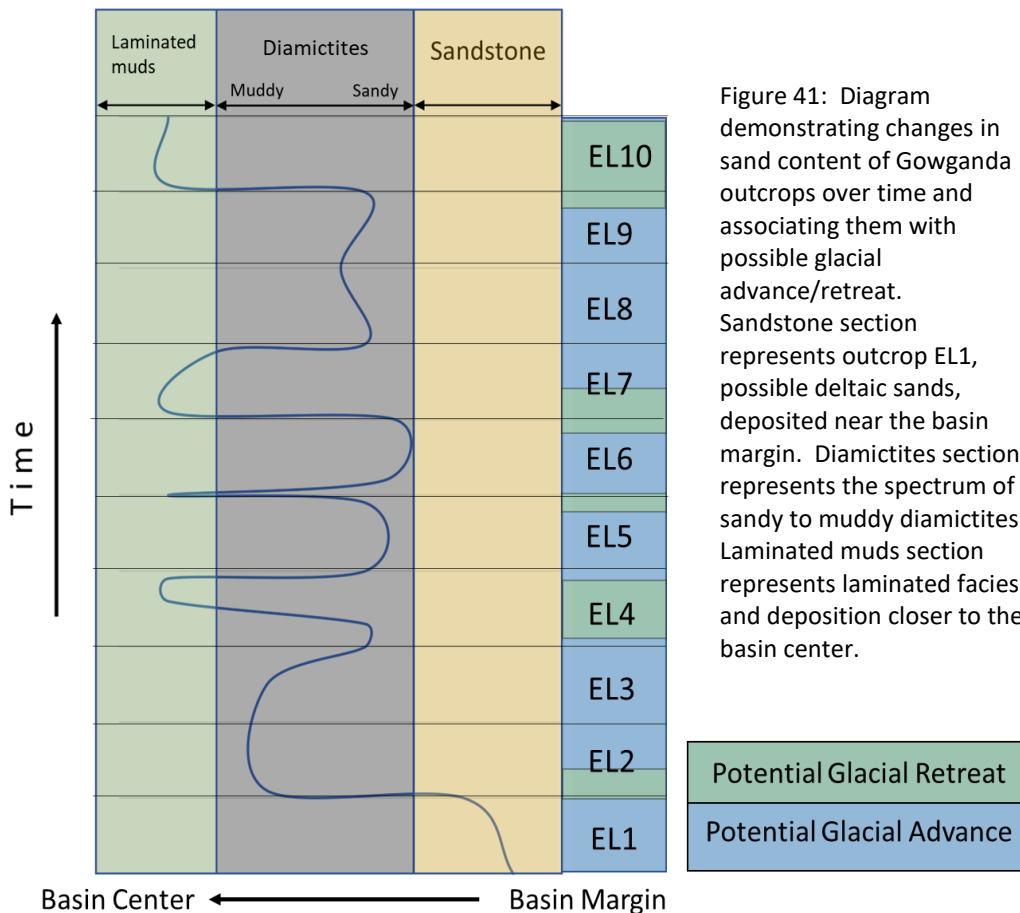 Laminated
muds
Diamictites
Sandstone
Muddy
Sandy
EL10
EL9
EL8
EL7
EL6
EL5
EL4
EL3
EL2
EL1
Time
Basin Center
Basin Margin
Figure 41: Diagram
demonstrating changes in
sand content of Gowganda
outcrops over time and
associating them with
possible glacial
advance/retreat.
Sandstone section
represents outcrop EL1,
possible deltaic sands,
deposited near the basin
margin. Diamictites section
represents the spectrum of
sandy to muddy diamictites
Laminated muds section
represents laminated facies
and deposition closer to the
basin center.
Potential Glacial Retreat
Potential Glacial Advance